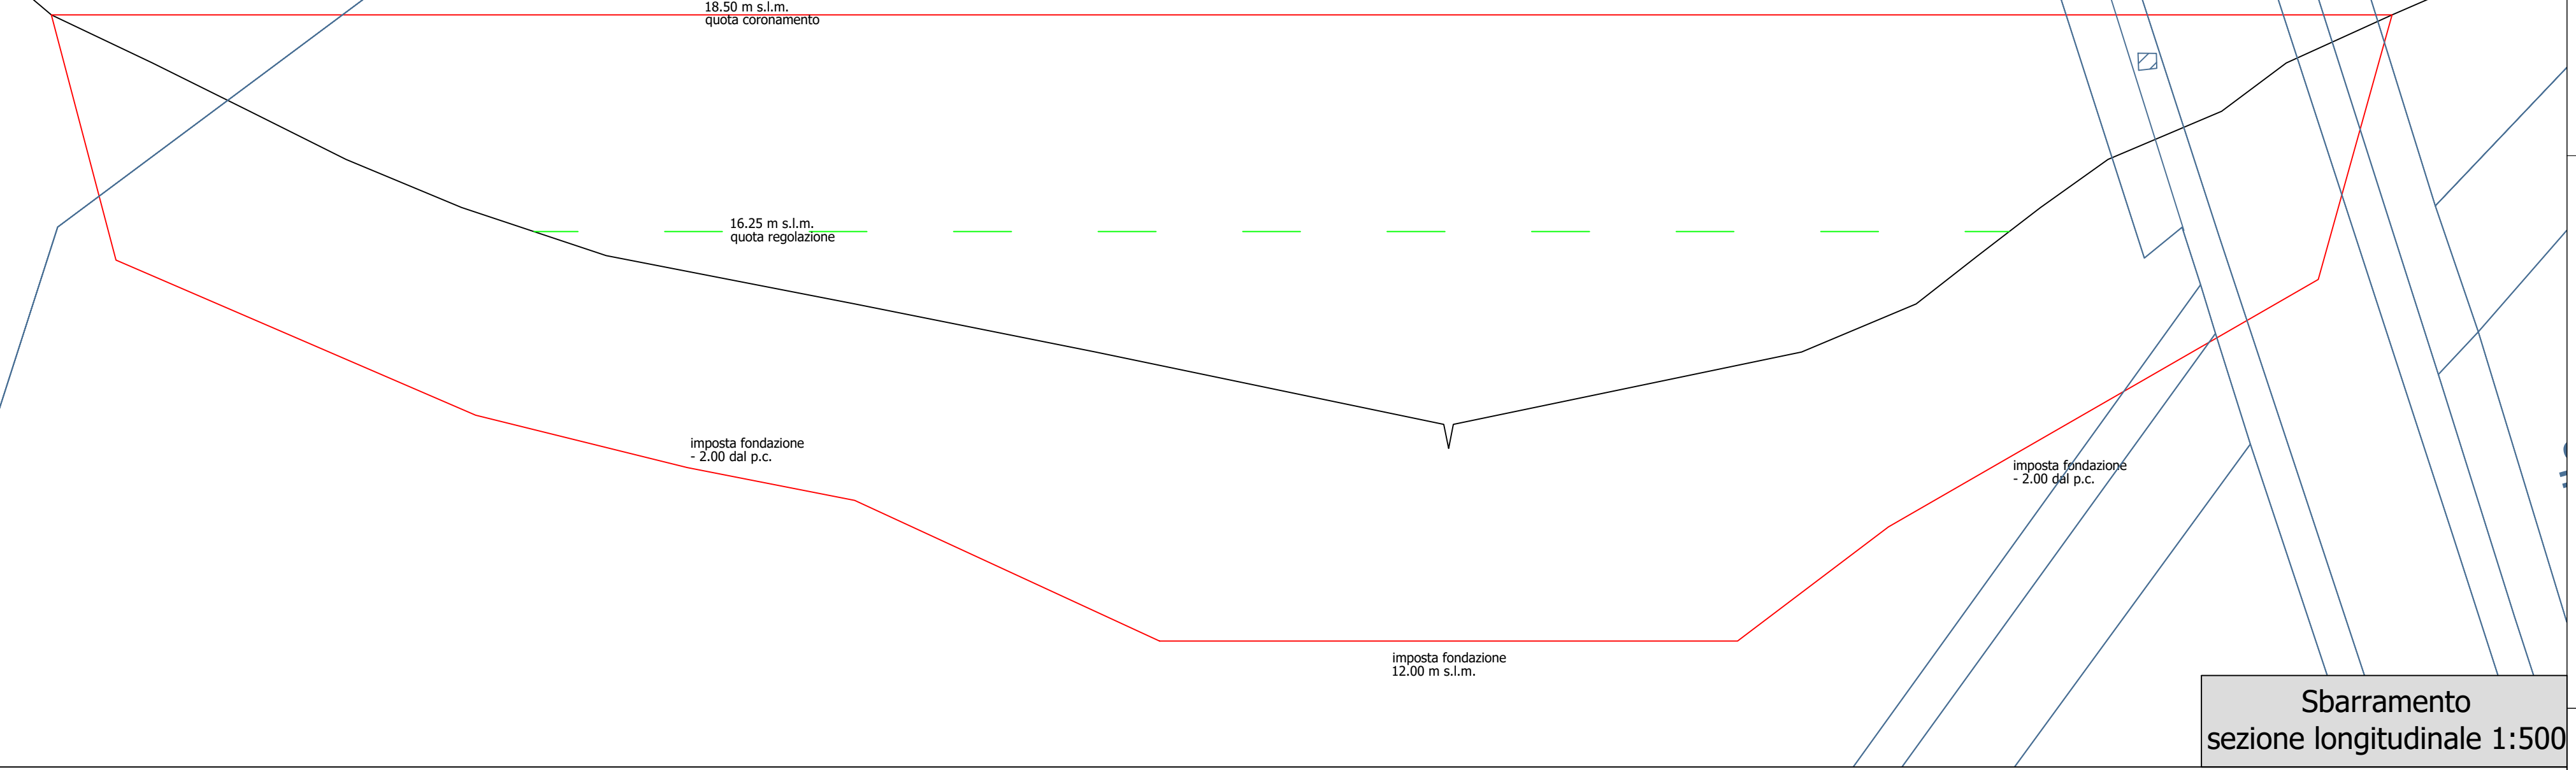 18.50 m s.l.m.
quota coronamento
16.25 m s.l.m.
quota regolazione
imposta fondazione
- 2.00 dal p.c.
imposta fondazione
- 2.00 dal p.c.
imposta fondazione
12.00 m s.l.m.
Sbarramento
sezione longitudinale 1:500